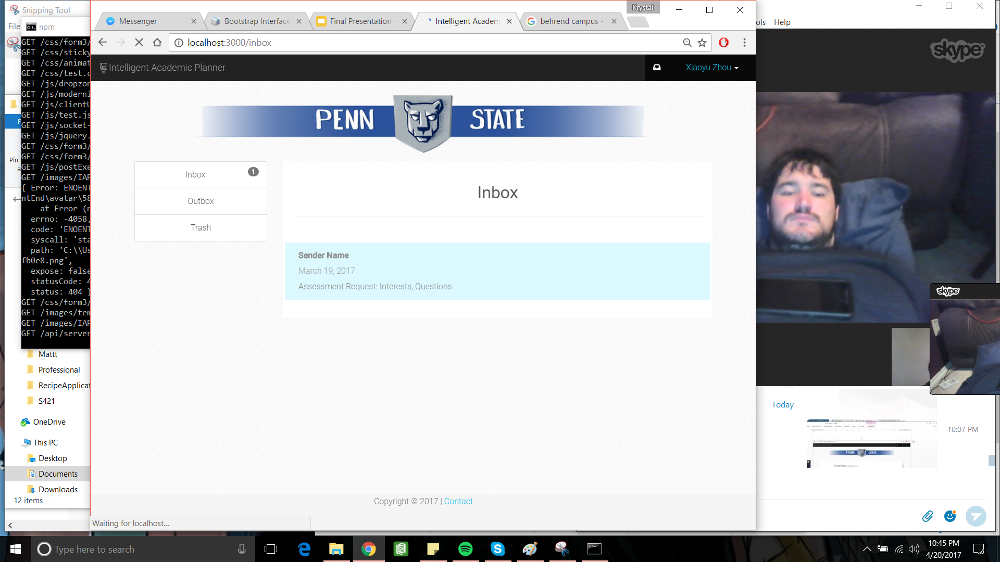 Snipping Tool
File
npm
GET /css/form3/
GET /css/sticky
GET /css/animat
GET /css/test.c
GET /js/dropzon
GET /js/moderni
GET /js/clientU
GET /js/test.js
GET /js/socket-
GET /js/jquery.
GET /css/form3/
GET /css/form3/
GET /js/postExe
GET /images/IAP
{ Error: ENOENT
ntEnd\avatar\58
at Error (n
errno: -4058,
code: 'ENOENT
syscall: 'sta
path: 'C:\\Us
fb0e8.png',
expose: false
statusCode: 4
status: 404 }
GET /css/form3/
GET /images/tem
GET /images/IAP
GET /api/server
F
Pin t
a
Mattt
Professional
RecipeApplicat
S421
OneDrive
This PC
Desktop
Documents
Downloads
12 items
Krystal
Messenger
Bootstrap Interface
Final Presentation -
Intelligent Academ
behrend campus -
localhost:3000/inbox
Intelligent Academic Planner
Xiaoyu Zhou
PENN STATE
Inbox 1
Outbox
Trash
Inbox
Sender Name
March 19, 2017
Assessment Request: Interests, Questions
Copyright © 2017 | Contact
Waiting for localhost...
ols Help
skype
skype
Today
10:07 PM
PENN STATE
Type here to search
10:45 PM
4/20/2017